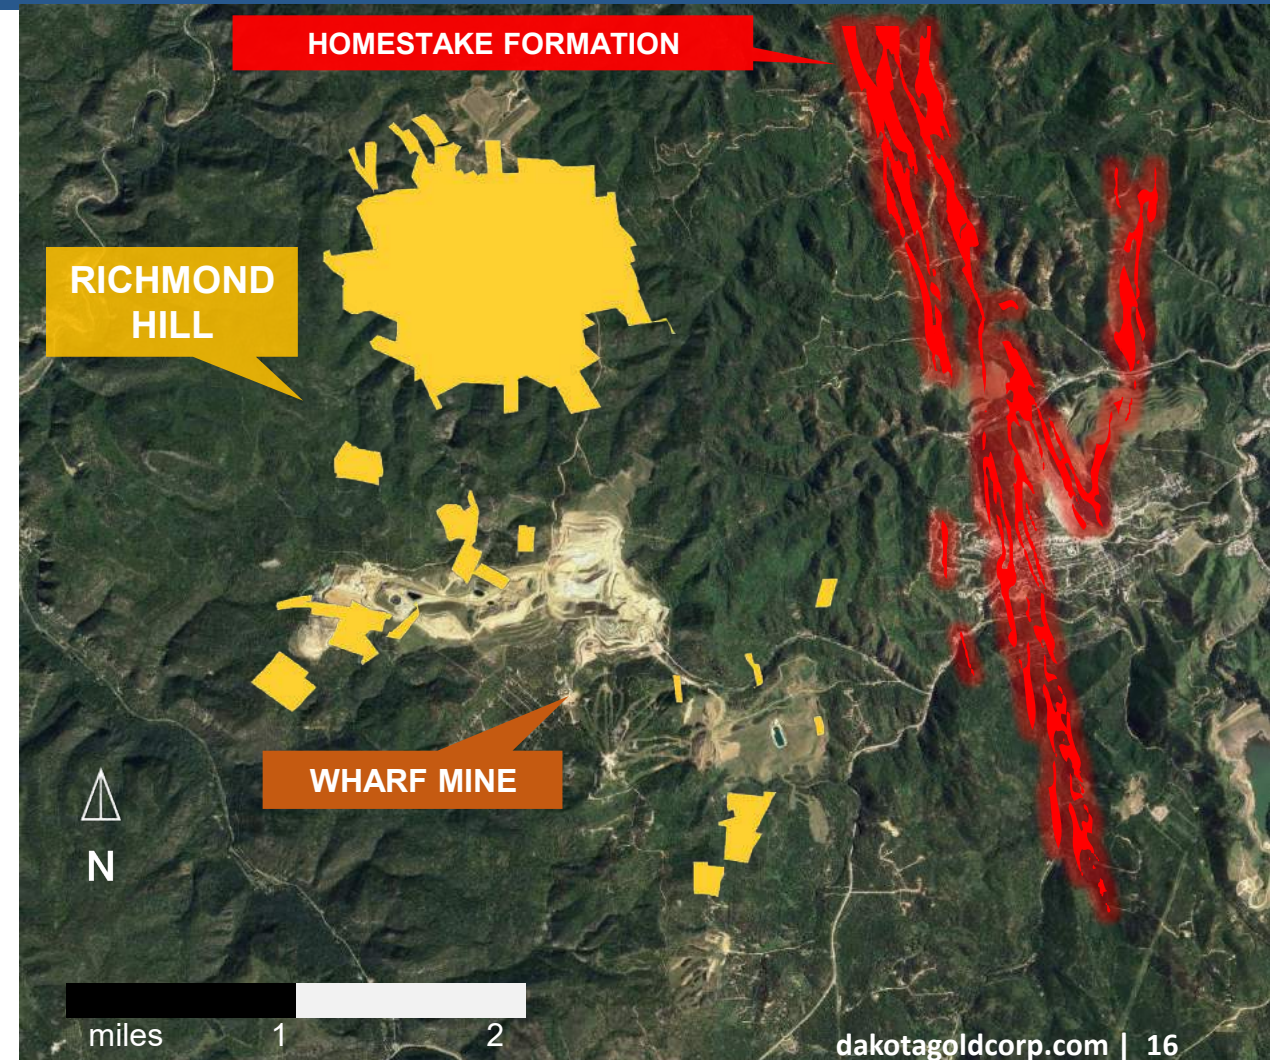 HOMESTAKE FORMATION
RICHMOND
HILL
WHARF MINE
N
miles 1 2
dakotagoldcorp.com | 16